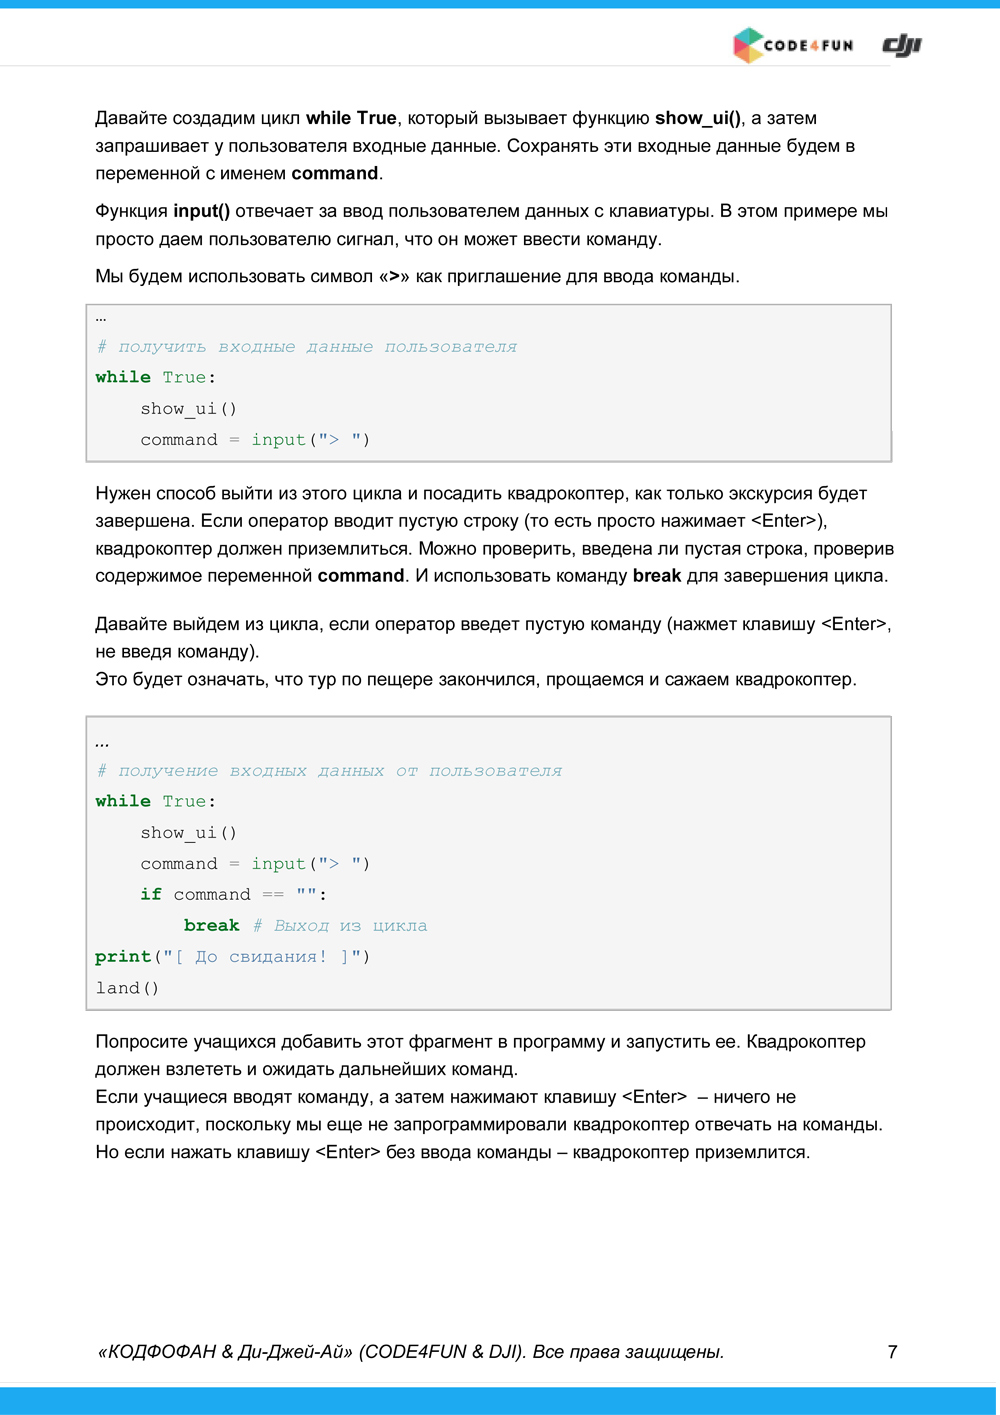 CODE4FUN dji
Давайте создадим цикл while True, который вызывает функцию show_ui(), а затем
запрашивает у пользователя входные данные. Сохранять эти входные данные будем в
переменной с именем command.
Функция input() отвечает за ввод пользователем данных с клавиатуры. В этом примере мы
просто даем пользователю сигнал, что он может ввести команду.
Мы будем использовать символ «>» как приглашение для ввода команды.
...
# получить входные данные пользователя
while True:
    show_ui()
    command = input("> ")
Нужен способ выйти из этого цикла и посадить квадрокоптер, как только экскурсия будет
завершена. Если оператор вводит пустую строку (то есть просто нажимает <Enter>),
квадрокоптер должен приземлиться. Можно проверить, введена ли пустая строка, проверив
содержимое переменной command. И использовать команду break для завершения цикла.
Давайте выйдем из цикла, если оператор введет пустую команду (нажмет клавишу <Enter>,
не введя команду).
Это будет означать, что тур по пещере закончился, прощаемся и сажаем квадрокоптер.
...
# получение входных данных от пользователя
while True:
    show_ui()
    command = input("> ")
    if command == "":
        break # Выход из цикла
print("[ До свидания! ]")
land()
Попросите учащихся добавить этот фрагмент в программу и запустить ее. Квадрокоптер
должен взлететь и ожидать дальнейших команд.
Если учащиеся вводят команду, а затем нажимают клавишу <Enter> – ничего не
происходит, поскольку мы еще не запрограммировали квадрокоптер отвечать на команды.
Но если нажать клавишу <Enter> без ввода команды – квадрокоптер приземлится.
«КОДФОФАН & Ди-Джей-Ай» (CODE4FUN & DJI). Все права защищены. 7